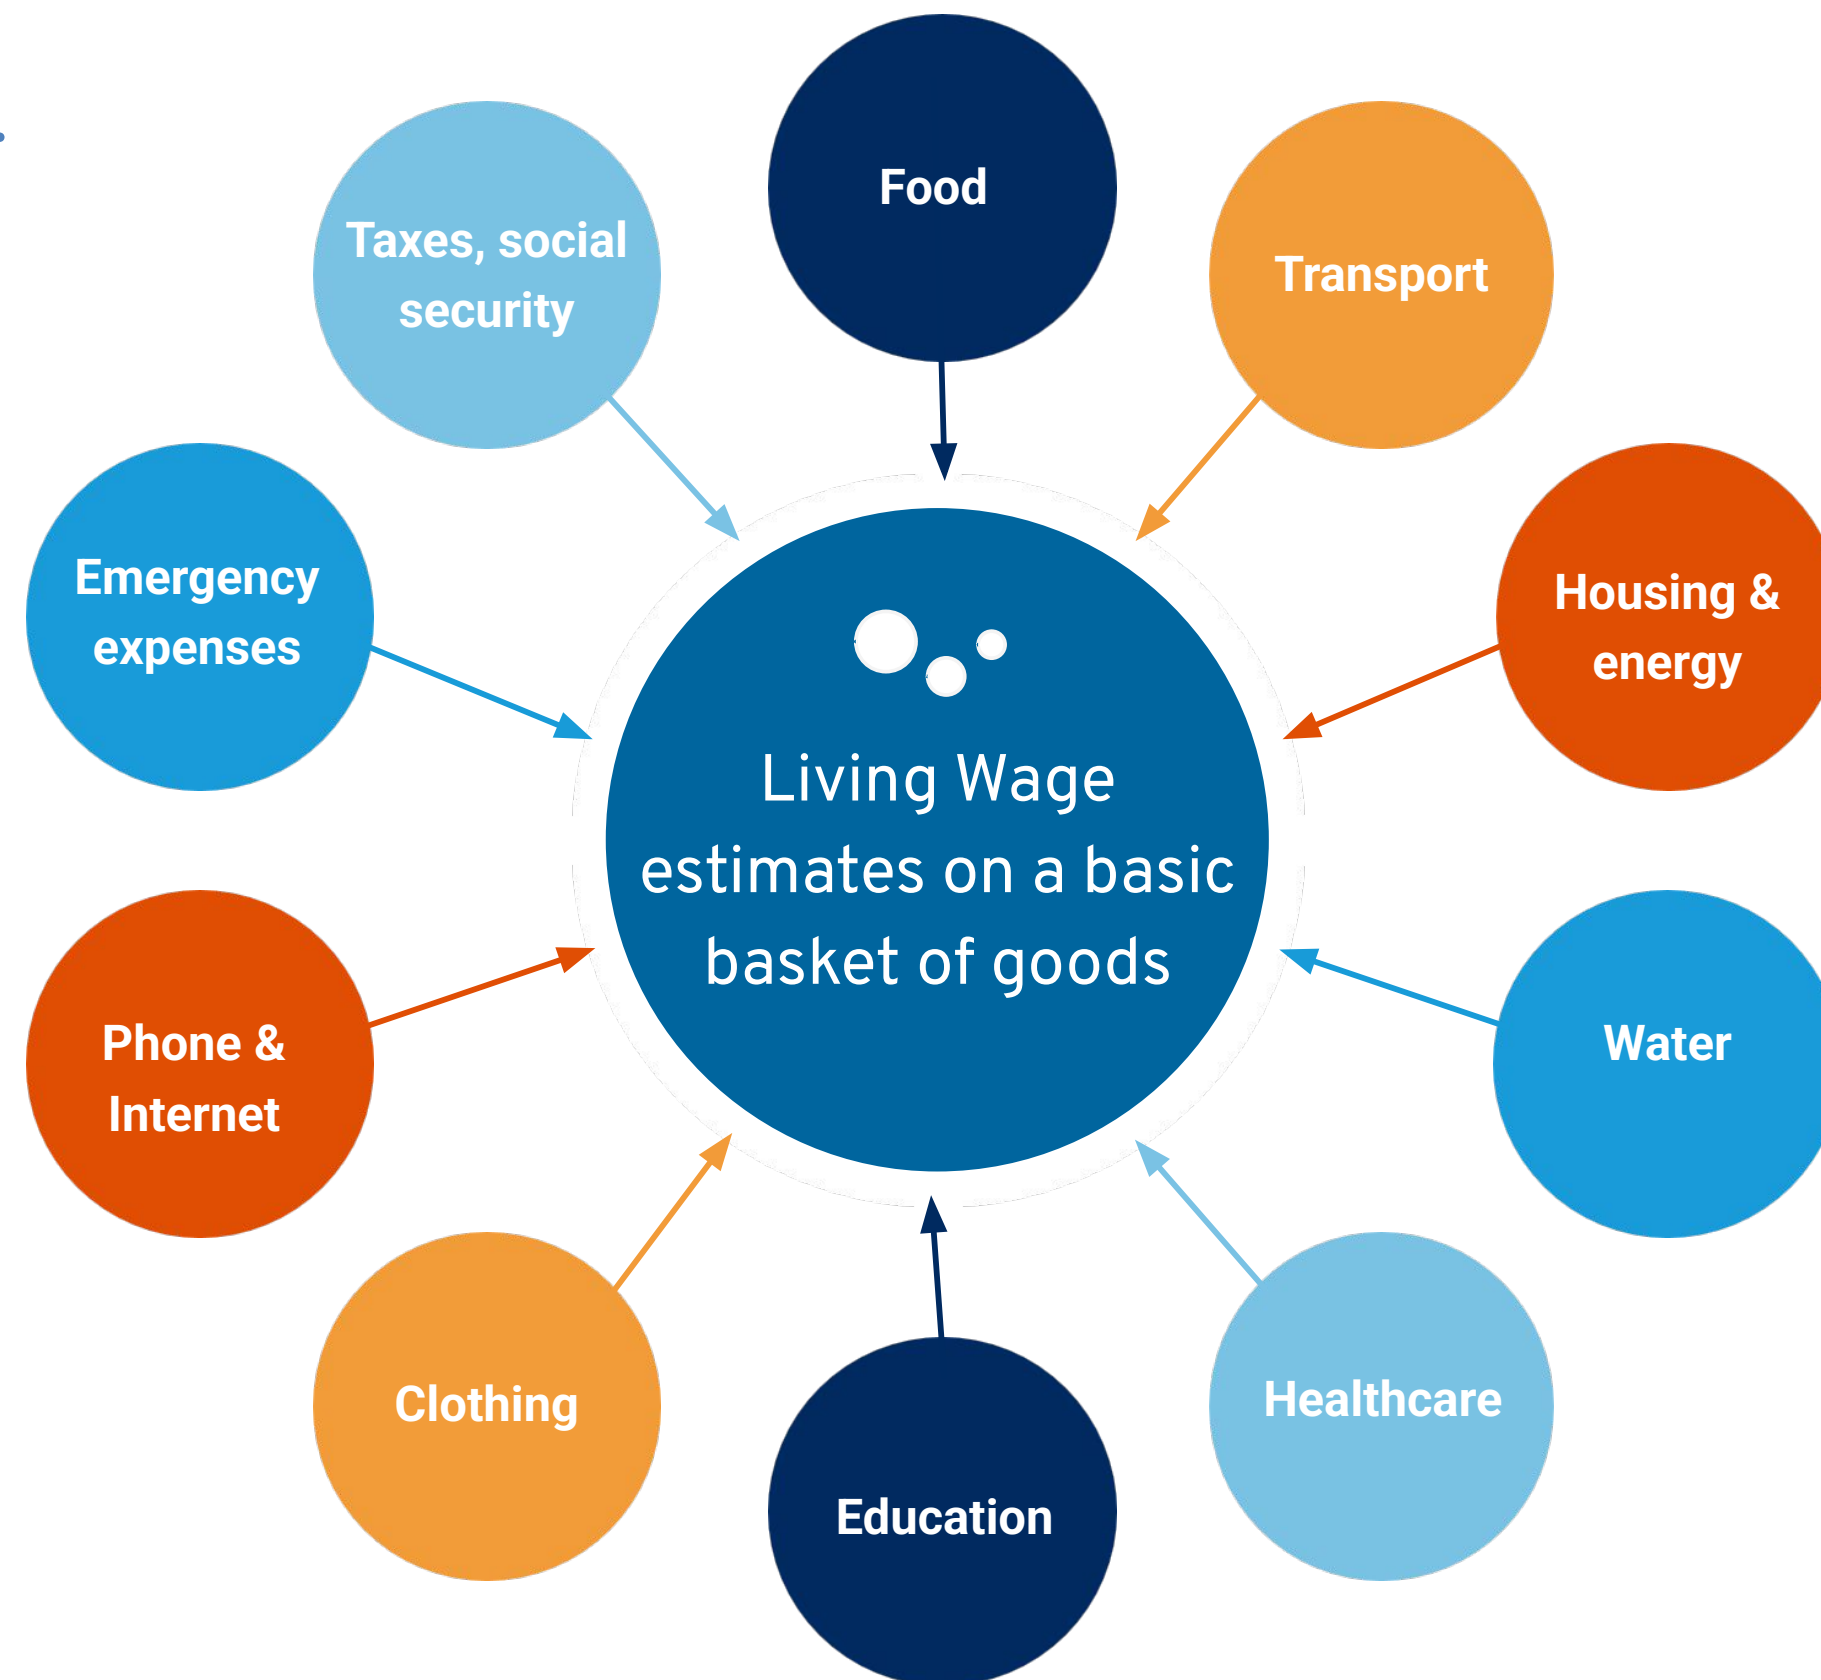 Food
Transport
Housing &
energy
Water
Healthcare
Education
Clothing
Phone &
Internet
Emergency
expenses
Taxes, social
security
Living Wage
estimates on a basic
basket of goods